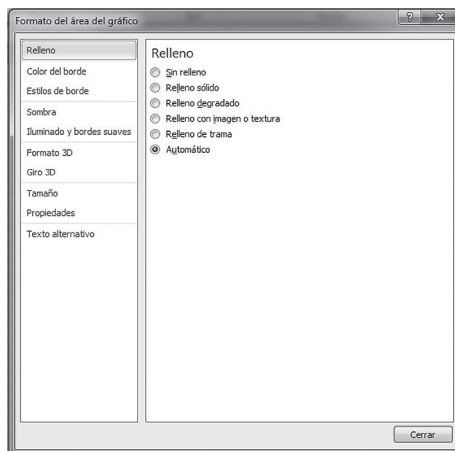 Formato del área del gráfico
Relleno
Color del borde
Estilos de borde
Sombra
Iluminado y bordes suaves
Formato 3D
Giro 3D
Tamaño
Propiedades
Texto alternativo
Relleno
Sin relleno
Relleno sólido
Relleno degradado
Relleno con imagen o textura
Relleno de trama
Automático
Cerrar